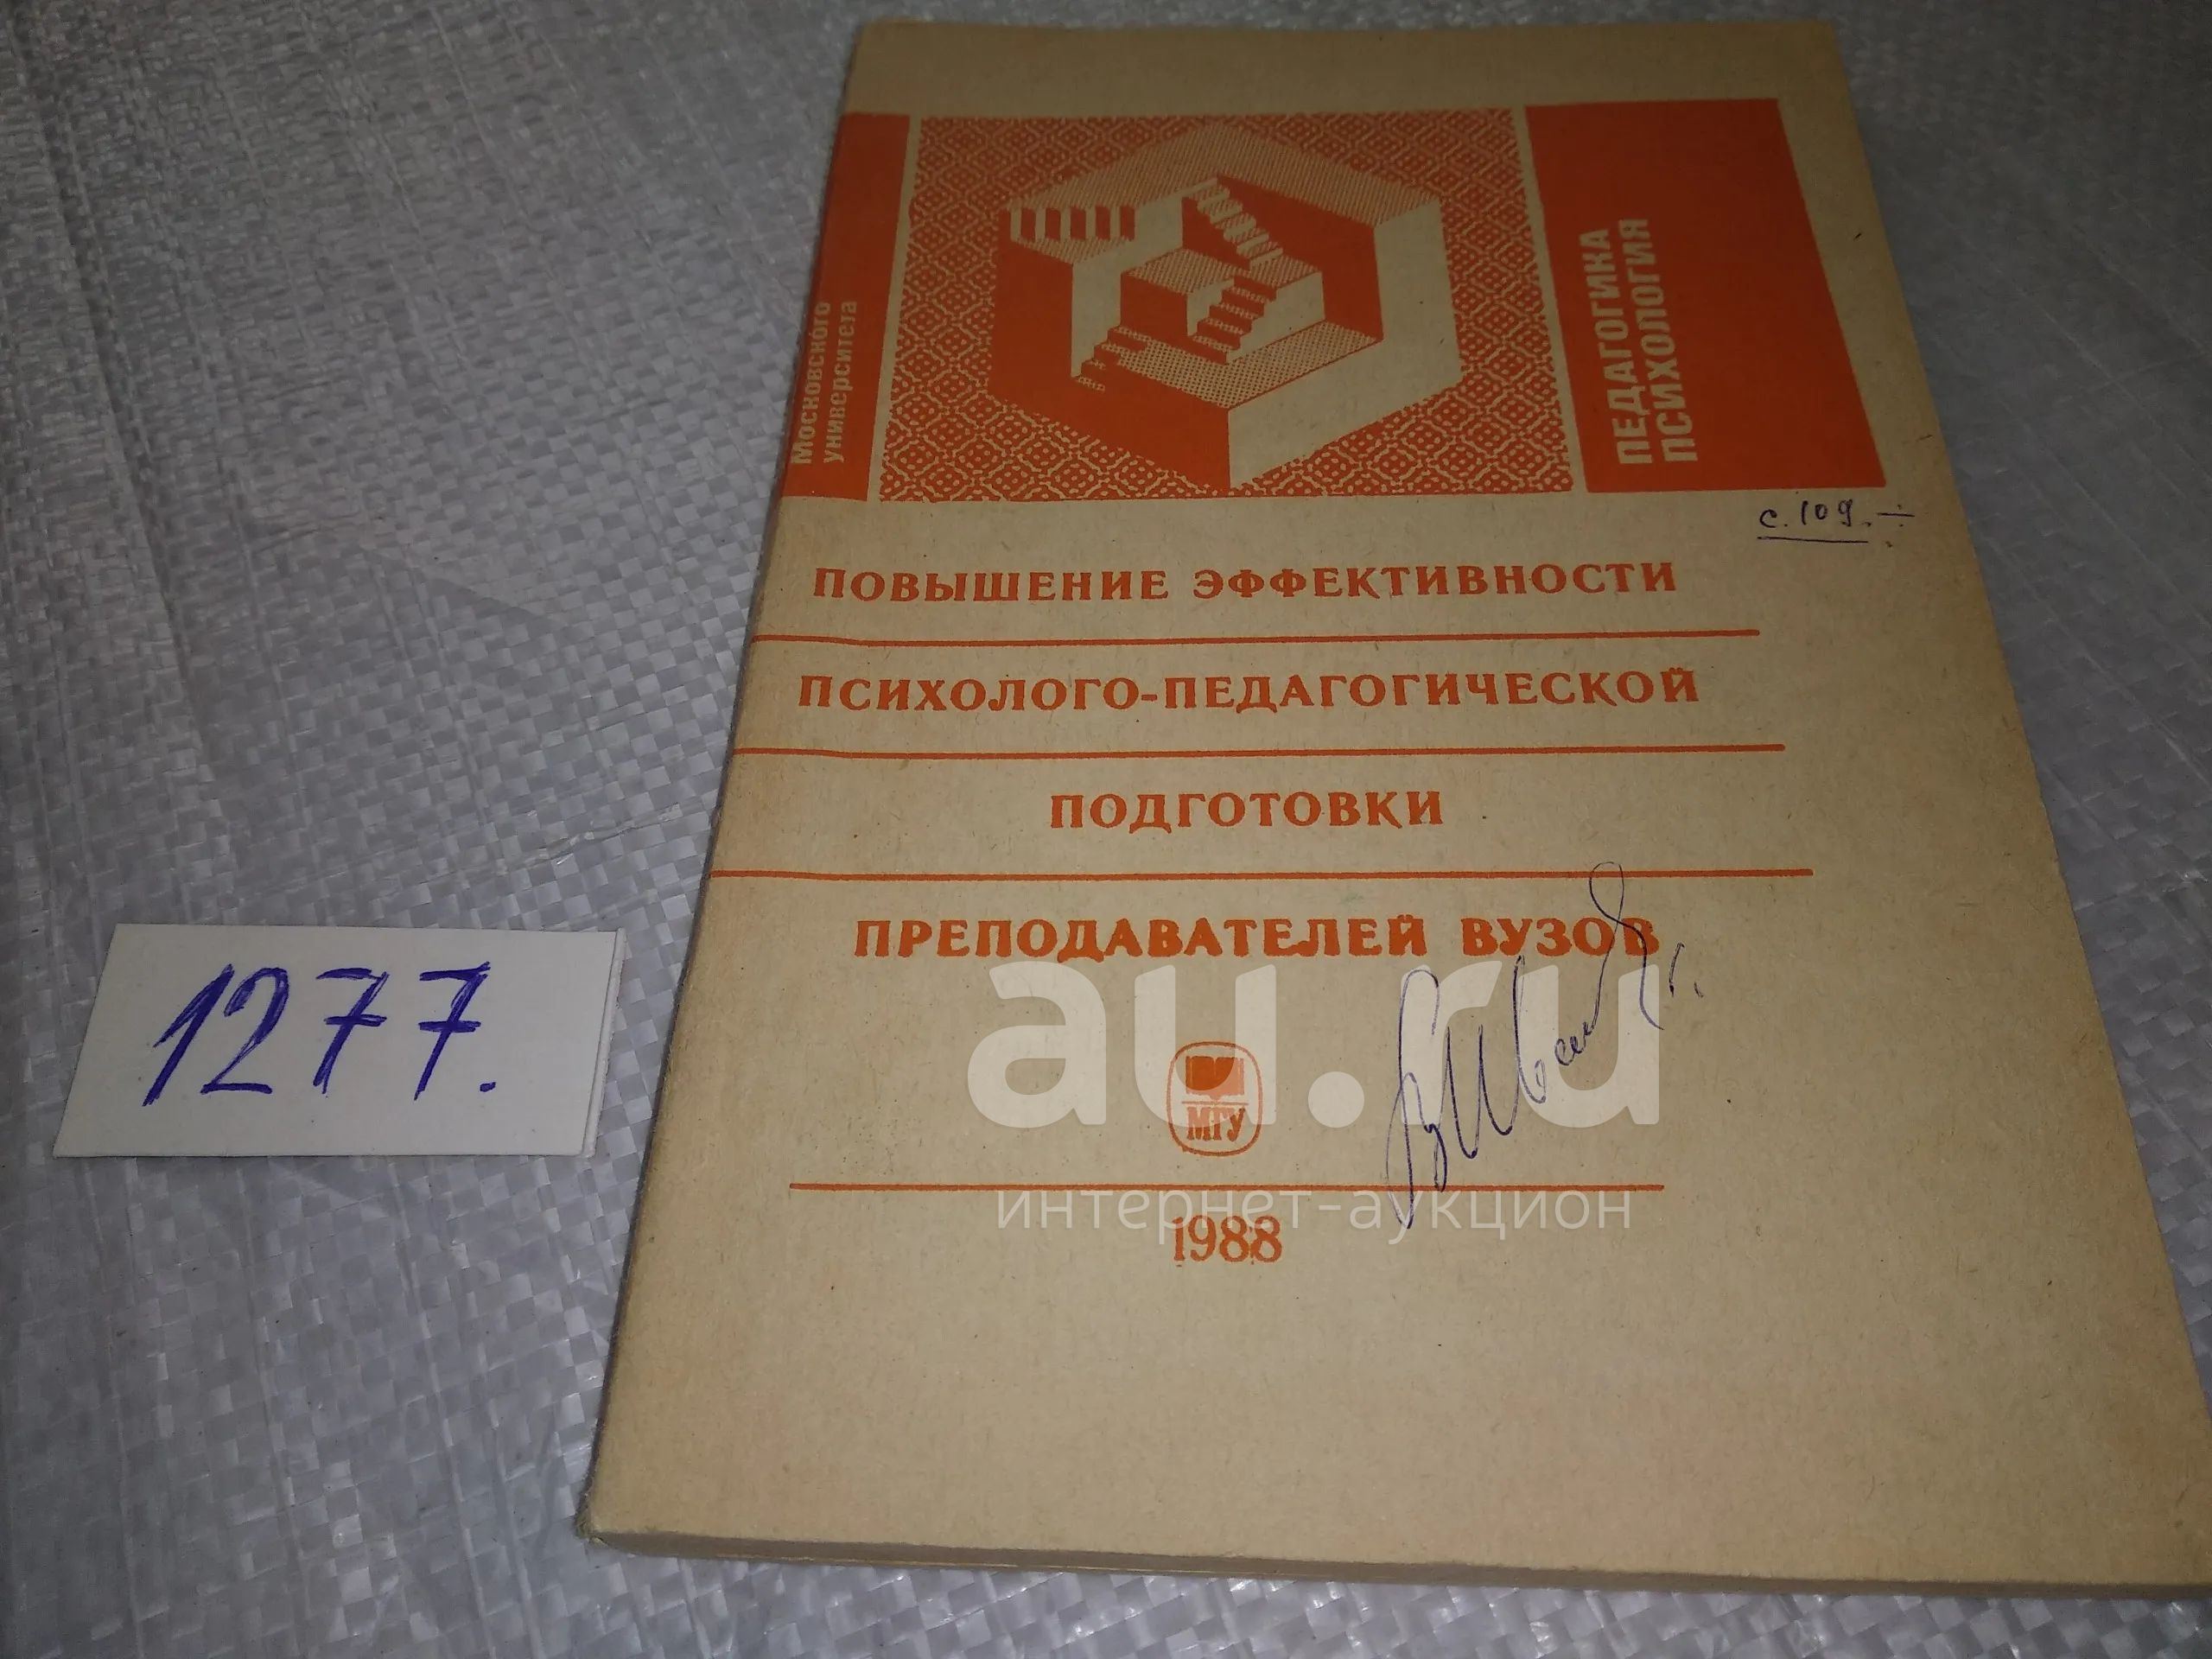 Московского
университета
ПЕДАГОГИКА
ПСИХОЛОГИЯ
с. 109. ÷
ПОВЫШЕНИЕ ЭФФЕКТИВНОСТИ
ПСИХОЛОГО-ПЕДАГОГИЧЕСКОЙ
ПОДГОТОВКИ
ПРЕПОДАВАТЕЛЕЙ ВУЗОВ
1277.
au.ru
МГУ
интернет-аукцион
1988